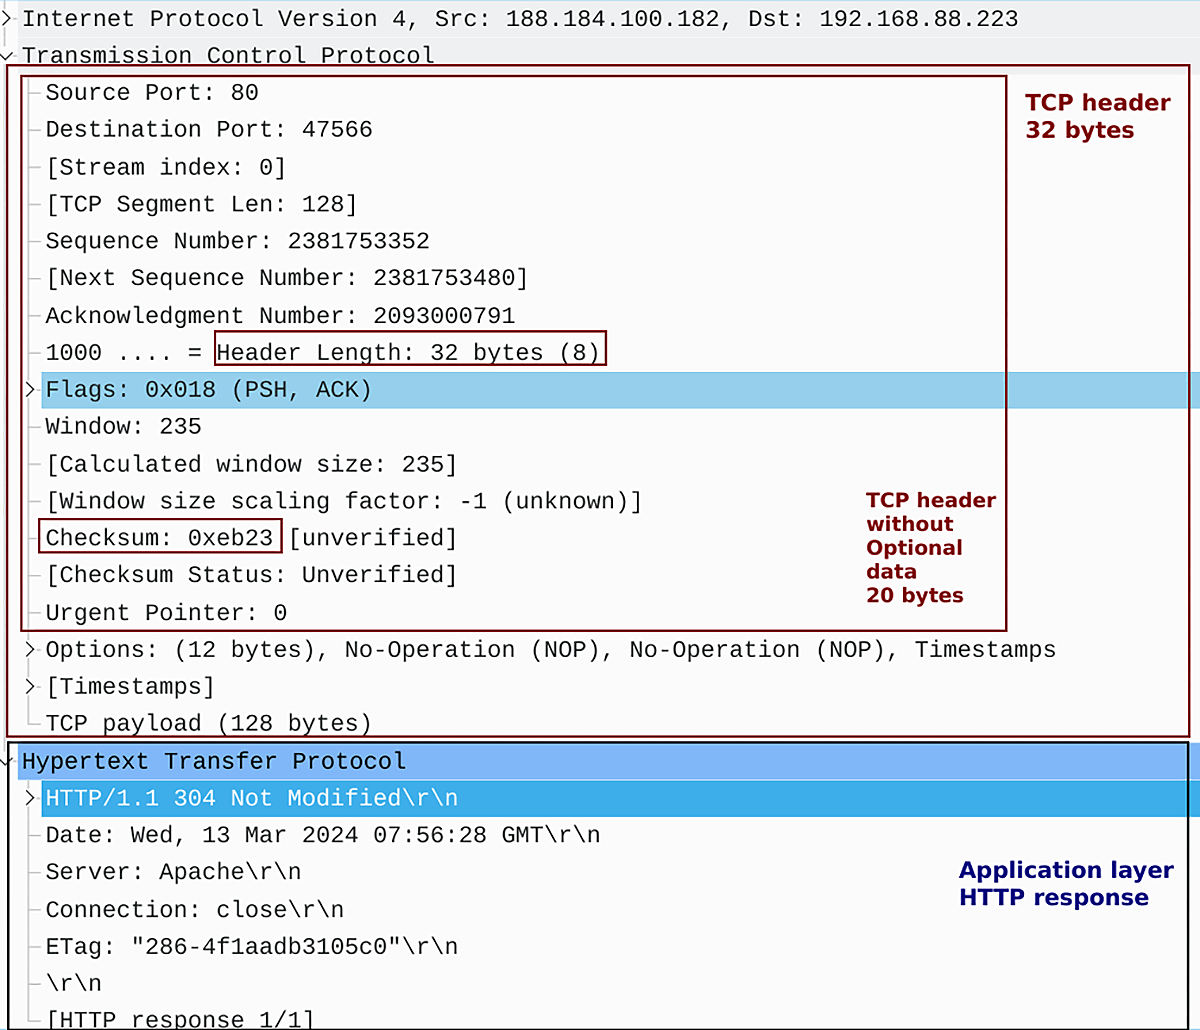 Internet Protocol Version 4, Src: 188.184.100.182, Dst: 192.168.88.223
Transmission Control Protocol
Source Port: 80
TCP header
32 bytes
Destination Port: 47566
[Stream index: 0]
[TCP Segment Len: 128]
Sequence Number: 2381753352
[Next Sequence Number: 2381753480]
Acknowledgment Number: 2093000791
1000 .... = Header Length: 32 bytes (8)
Flags: 0x018 (PSH, ACK)
Window: 235
[Calculated window size: 235]
[Window size scaling factor: -1 (unknown)]
TCP header
without
Optional
data
20 bytes
Checksum: 0xeb23 [unverified]
[Checksum Status: Unverified]
Urgent Pointer: 0
Options: (12 bytes), No-Operation (NOP), No-Operation (NOP), Timestamps
[Timestamps]
TCP payload (128 bytes)
Hypertext Transfer Protocol
HTTP/1.1 304 Not Modified\r\n
Date: Wed, 13 Mar 2024 07:56:28 GMT\r\n
Server: Apache\r\n
Application layer
HTTP response
Connection: close\r\n
ETag: "286-4f1aadb3105c0"\r\n
\r\n
[HTTP response 1/1]